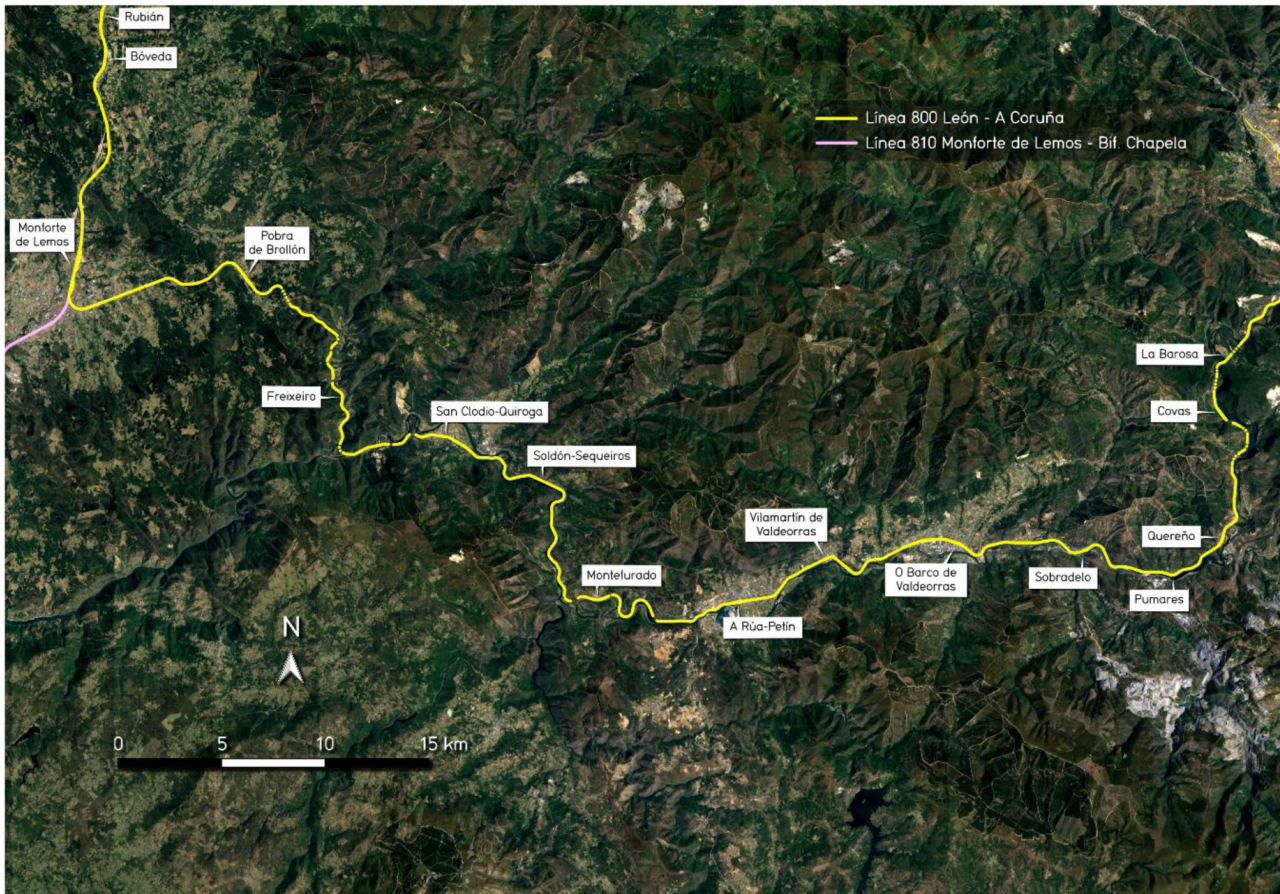 Rubián
Bóveda
Línea 800 León - A Coruña
Línea 810 Monforte de Lemos - Bif. Chapela
Monforte
de Lemos
Pobra
de Brollón
La Barosa
Freixeiro
San Clodio-Quiroga
Covas
Soldón-Sequeiros
Vilamartín de
Valdeorras
Quereño
Montefurado
O Barco de
Valdeorras
Sobradelo
Pumares
A Rúa-Petín
N
0 5 10 15 km